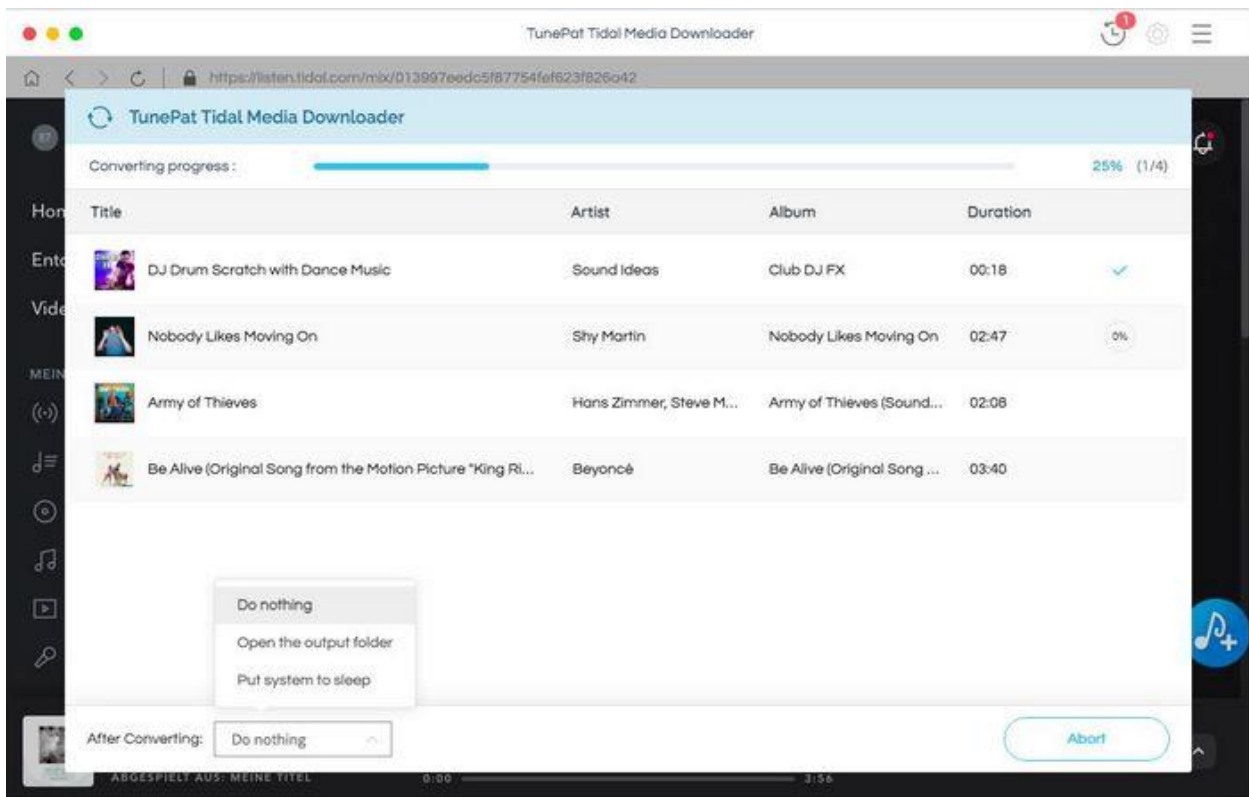 TunePat Tidal Media Downloader
1
https://listen.tidal.com/mix/013997eedc5f87754fef623f826a42
TunePat Tidal Media Downloader
Converting progress :
25% (1/4)
Hon
Title Artist Album Duration
Ento
DJ Drum Scratch with Dance Music Sound Ideas Club DJ FX 00:18
Vide
Nobody Likes Moving On Shy Martin Nobody Likes Moving On 02:47 0%
MEIN
Army of Thieves Hans Zimmer, Steve M... Army of Thieves (Sound... 02:08
Be Alive (Original Song from the Motion Picture "King Ri... Beyoncé Be Alive (Original Song ... 03:40
Do nothing
Open the output folder
Put system to sleep
After Converting: Do nothing Abort
ABGESPIELT AUS: MEINE TITEL 0:00 3:56